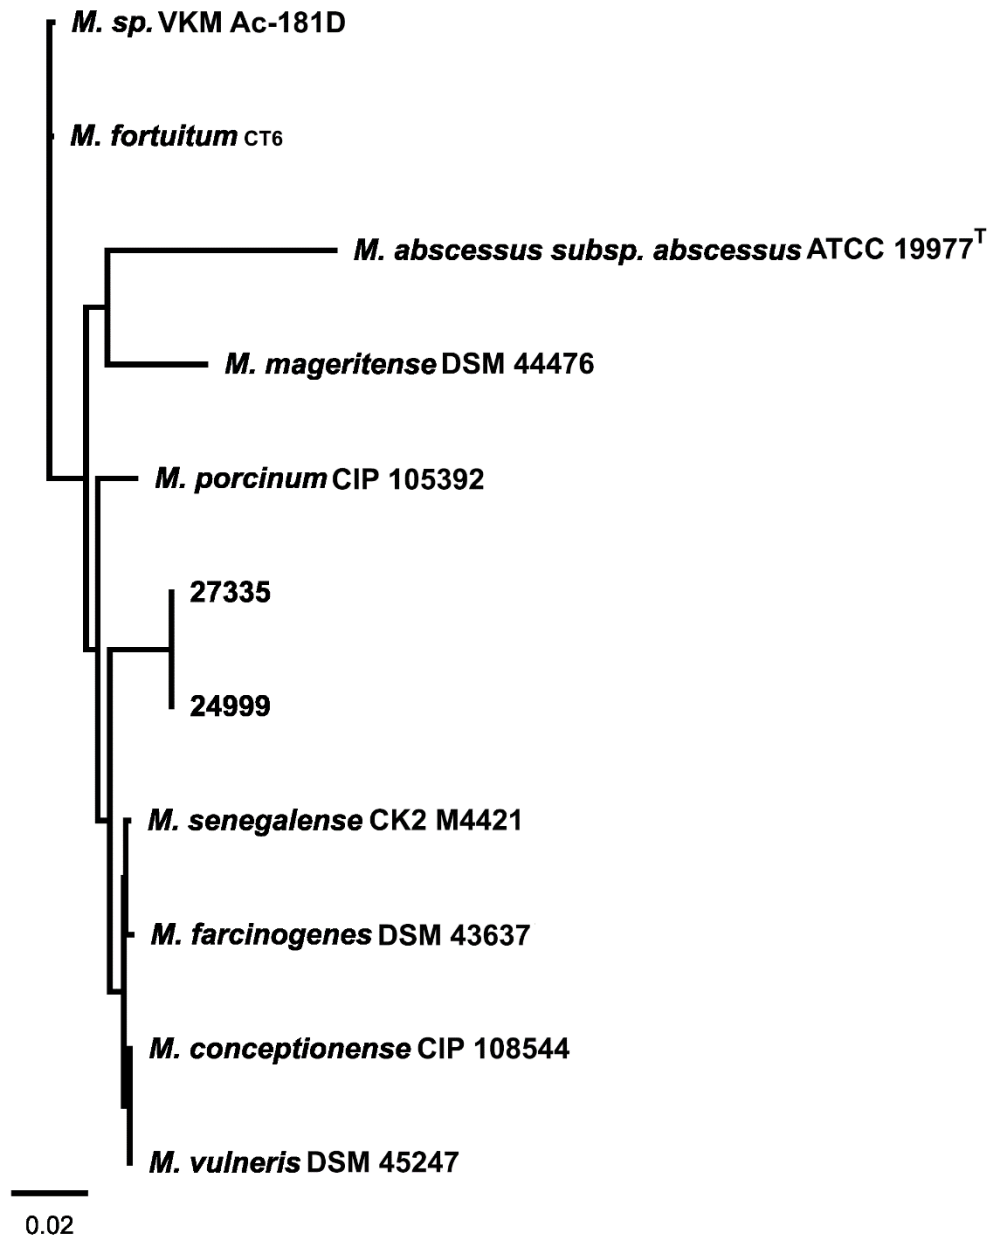 M. sp. VKM Ac-181D
M. fortuitum CT6
M. abscessus subsp. abscessus ATCC 19977T
M. mageritense DSM 44476
M. porcinum CIP 105392
27335
24999
M. senegalense CK2 M4421
M. farcinogenes DSM 43637
M. conceptionense CIP 108544
M. vulneris DSM 45247
0.02